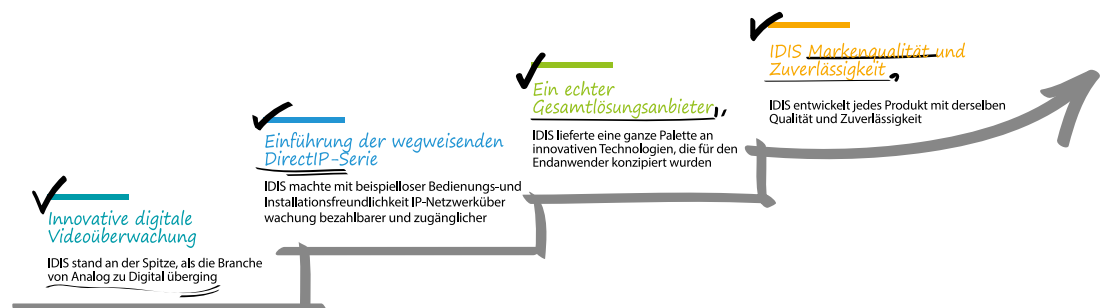 Innovative digitale
Videoüberwachung
IDIS stand an der Spitze, als die Branche
von Analog zu Digital überging
Einführung der wegweisenden
DirectIP-Serie
IDIS machte mit beispielloser Bedienungs-und
Installationsfreundlichkeit IP-Netzwerküber
wachung bezahlbarer und zugänglicher
Ein echter
Gesamtlösungsanbieter
IDIS lieferte eine ganze Palette an
innovativen Technologien, die für den
Endanwender konzipiert wurden
IDIS Markenqualität und
Zuverlässigkeit
IDIS entwickelt jedes Produkt mit derselben
Qualität und Zuverlässigkeit